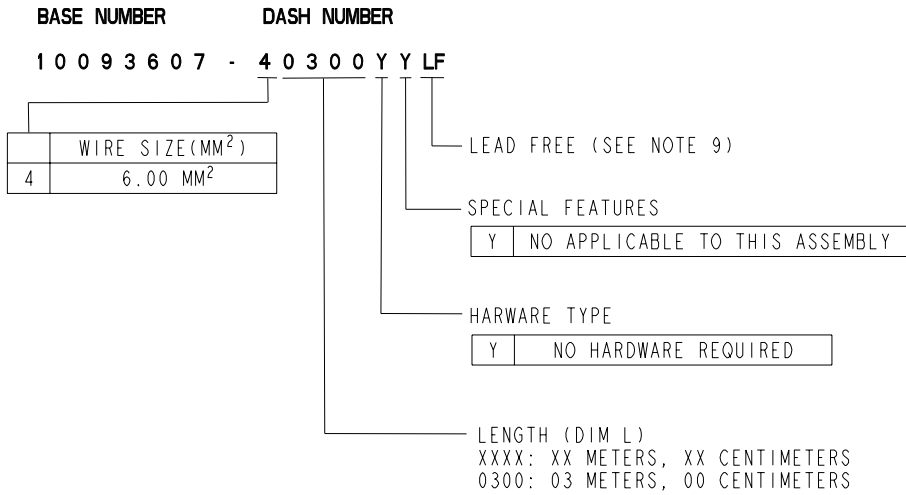 BASE NUMBER DASH NUMBER
10093607 - 40300YYLF
WIRE SIZE(MM²)
4 6.00 MM²
LEAD FREE (SEE NOTE 9)
SPECIAL FEATURES
Y NO APPLICABLE TO THIS ASSEMBLY
HARWARE TYPE
Y NO HARDWARE REQUIRED
LENGTH (DIM L)
XXXX: XX METERS, XX CENTIMETERS
0300: 03 METERS, 00 CENTIMETERS